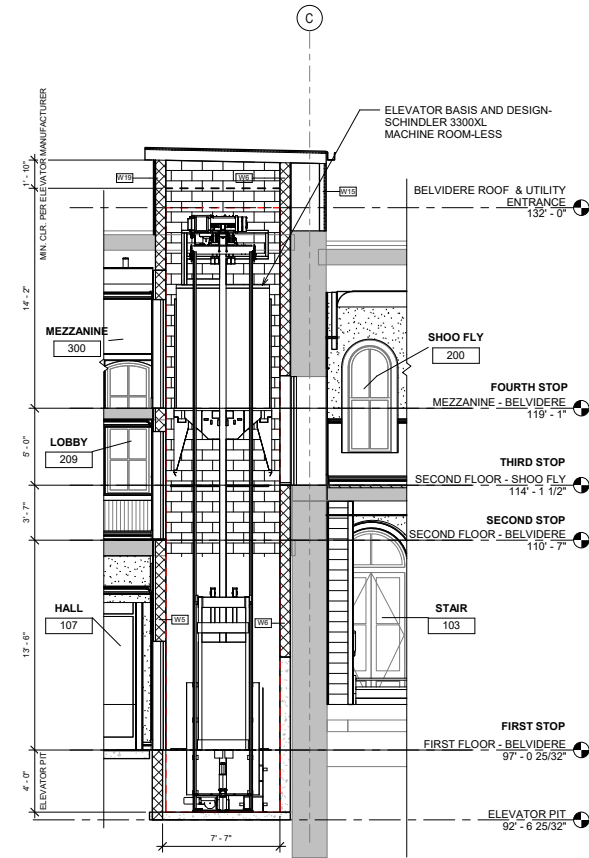 C
ELEVATOR BASIS AND DESIGN-
SCHINDLER 3300XL
MACHINE ROOM-LESS
MIN. CLR. PER ELEVATOR MANUFACTURER
1' - 10"
W19
W6
W15
BELVIDERE ROOF & UTILITY
ENTRANCE
132' - 0"
14' - 2"
MEZZANINE
300
SHOO FLY
200
FOURTH STOP
MEZZANINE - BELVIDERE
119' - 1"
LOBBY
209
5' - 0"
THIRD STOP
SECOND FLOOR - SHOO FLY
114' - 1 1/2"
3' - 7"
SECOND STOP
SECOND FLOOR - BELVIDERE
110' - 7"
HALL
107
W5
W6
STAIR
103
13' - 6"
FIRST STOP
FIRST FLOOR - BELVIDERE
97' - 0 25/32"
ELEVATOR PIT
4' - 0"
ELEVATOR PIT
92' - 6 25/32"
7' - 7"